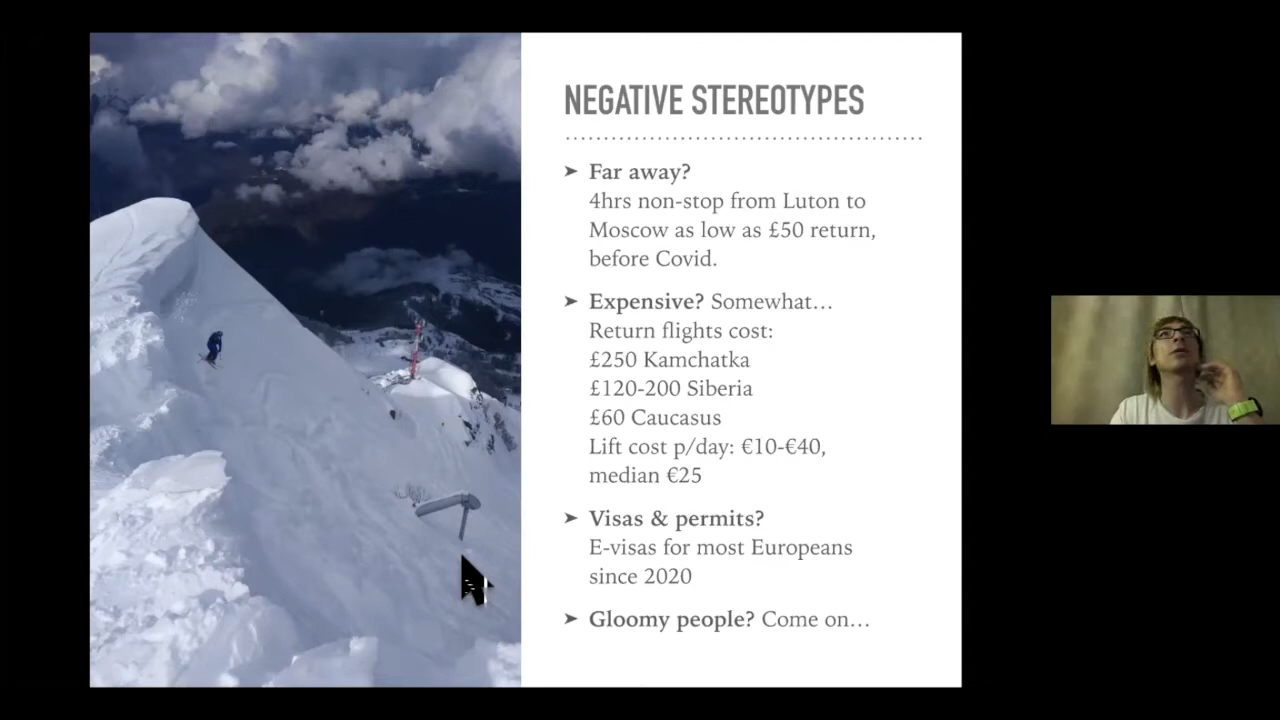 NEGATIVE STEREOTYPES
➤ Far away?
4hrs non-stop from Luton to
Moscow as low as £50 return,
before Covid.
➤ Expensive? Somewhat…
Return flights cost:
£250 Kamchatka
£120-200 Siberia
£60 Caucasus
Lift cost p/day: €10-€40,
median €25
➤ Visas & permits?
E-visas for most Europeans
since 2020
➤ Gloomy people? Come on…